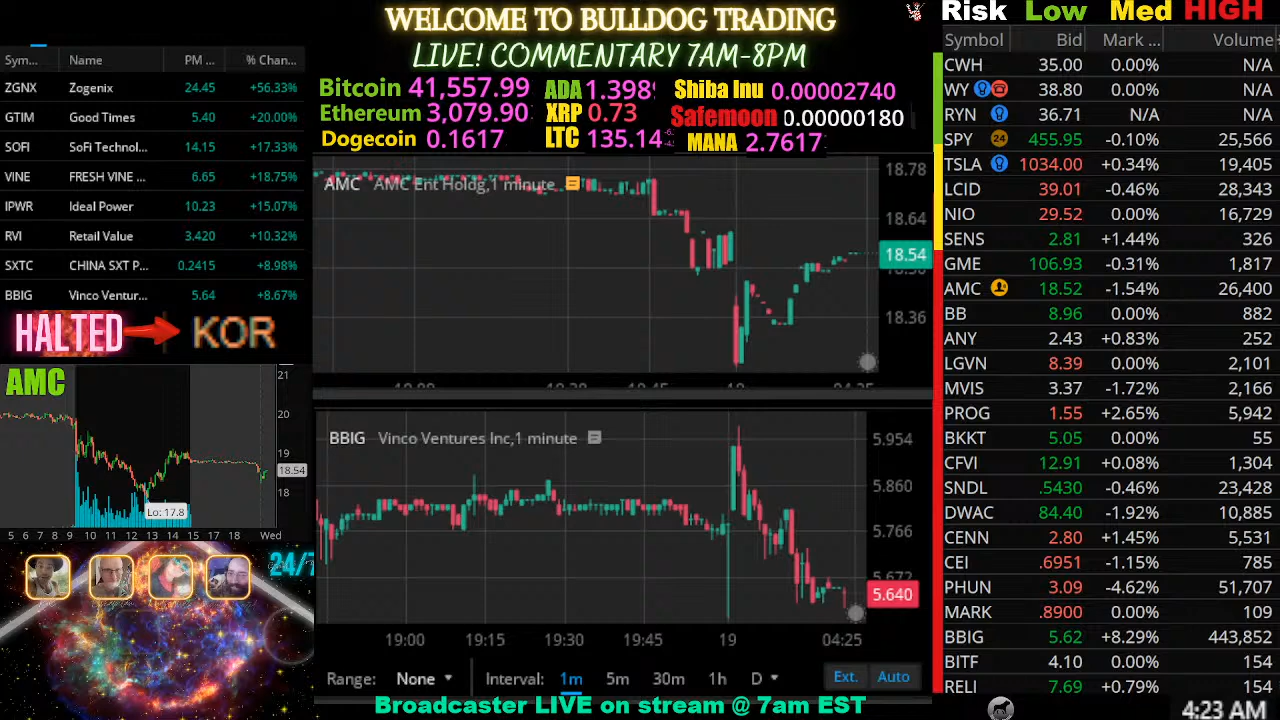 WELCOME TO BULLDOG TRADING
LIVE! COMMENTARY 7AM-8PM
Bitcoin 41,557.99 ADA 1.398 Shiba Inu 0.00002740
Ethereum 3,079.90 XRP 0.73 Safemoon 0.00000180
Dogecoin 0.1617 LTC 135.14 MANA 2.7617
Sym... Name PM ... % Chan...
ZGNX Zogenix 24.45 +56.33%
GTIM Good Times 5.40 +20.00%
SOFI SoFi Technol... 14.15 +17.33%
VINE FRESH VINE ... 6.65 +18.75%
IPWR Ideal Power 10.23 +15.07%
RVI Retail Value 3.420 +10.32%
SXTC CHINA SXT P... 0.2415 +8.98%
BBIG Vinco Ventur... 5.64 +8.67%
HALTED KOR
AMC
21
20
19
18.54
18
Lo: 17.8
5 6 7 8 9 10 11 12 13 14 15 17 18 Wed
24/7
AMC AMC Ent Holdg,1 minute
18.78
18.64
18.54
18.36
BBIG Vinco Ventures Inc,1 minute
5.954
5.860
5.766
5.672
5.640
19:00 19:15 19:30 19:45 19 04:25
Range: None Interval: 1m 5m 30m 1h D Ext. Auto
Broadcaster LIVE on stream @ 7am EST
Risk Low Med HIGH
Symbol Bid Mark ... Volume
CWH 35.00 0.00% N/A
WY 38.80 0.00% N/A
RYN 36.71 N/A N/A
SPY 24 455.95 -0.10% 25,566
TSLA 1034.00 +0.34% 19,405
LCID 39.01 -0.46% 28,343
NIO 29.52 0.00% 16,729
SENS 2.81 +1.44% 326
GME 106.93 -0.31% 1,817
AMC 18.52 -1.54% 26,400
BB 8.96 0.00% 882
ANY 2.43 +0.83% 252
LGVN 8.39 0.00% 2,101
MVIS 3.37 -1.72% 2,166
PROG 1.55 +2.65% 5,942
BKKT 5.05 0.00% 55
CFVI 12.91 +0.08% 1,304
SNDL .5430 -0.46% 23,428
DWAC 84.40 -1.92% 10,885
CENN 2.80 +1.45% 5,531
CEI .6951 -1.15% 785
PHUN 3.09 -4.62% 51,707
MARK .8900 0.00% 109
BBIG 5.62 +8.29% 443,852
BITF 4.10 0.00% 154
RELI 7.69 +0.79% 154
4:23 AM